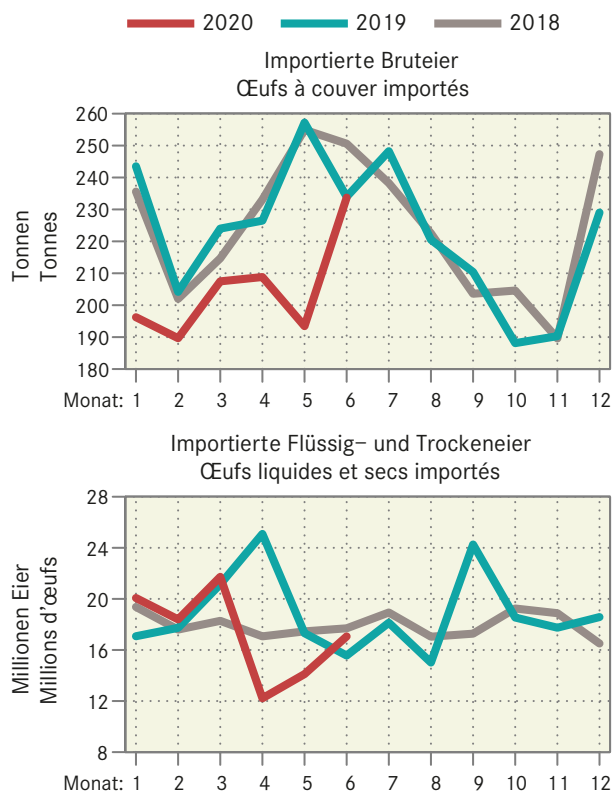 2020 2019 2018
Importierte Bruteier
Œufs à couver importés
Tonnen
Tonnes
260
250
240
230
220
210
200
190
180
Monat: 1 2 3 4 5 6 7 8 9 10 11 12
Importierte Flüssig– und Trockeneier
Œufs liquides et secs importés
Millionen Eier
Millions d'œufs
28
24
20
16
12
8
Monat: 1 2 3 4 5 6 7 8 9 10 11 12